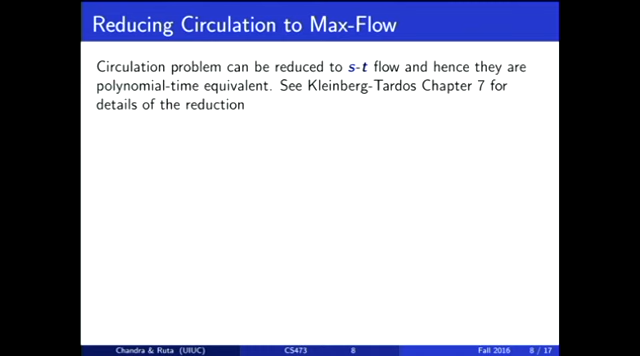 Reducing Circulation to Max-Flow
Circulation problem can be reduced to s-t flow and hence they are
polynomial-time equivalent. See Kleinberg-Tardos Chapter 7 for
details of the reduction
Chandra & Ruta (UIUC) CS473 8 Fall 2016 8 / 17